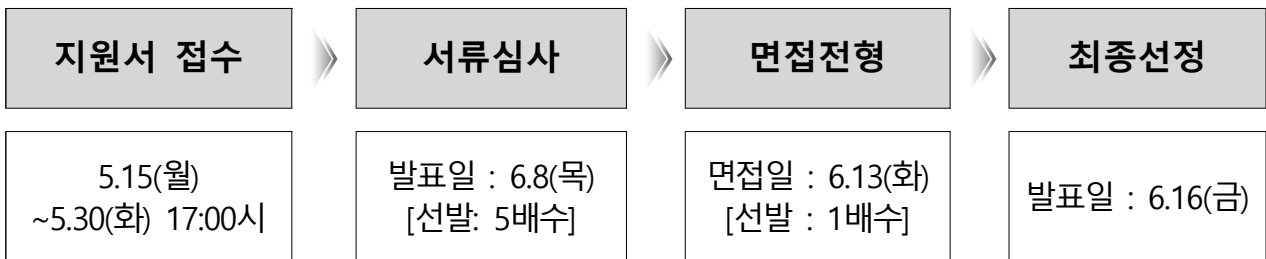 지원서 접수
서류심사
면접전형
최종선정
5.15(월)
~5.30(화) 17:00시
발표일 : 6.8(목)
[선발: 5배수]
면접일 : 6.13(화)
[선발 : 1배수]
발표일 : 6.16(금)